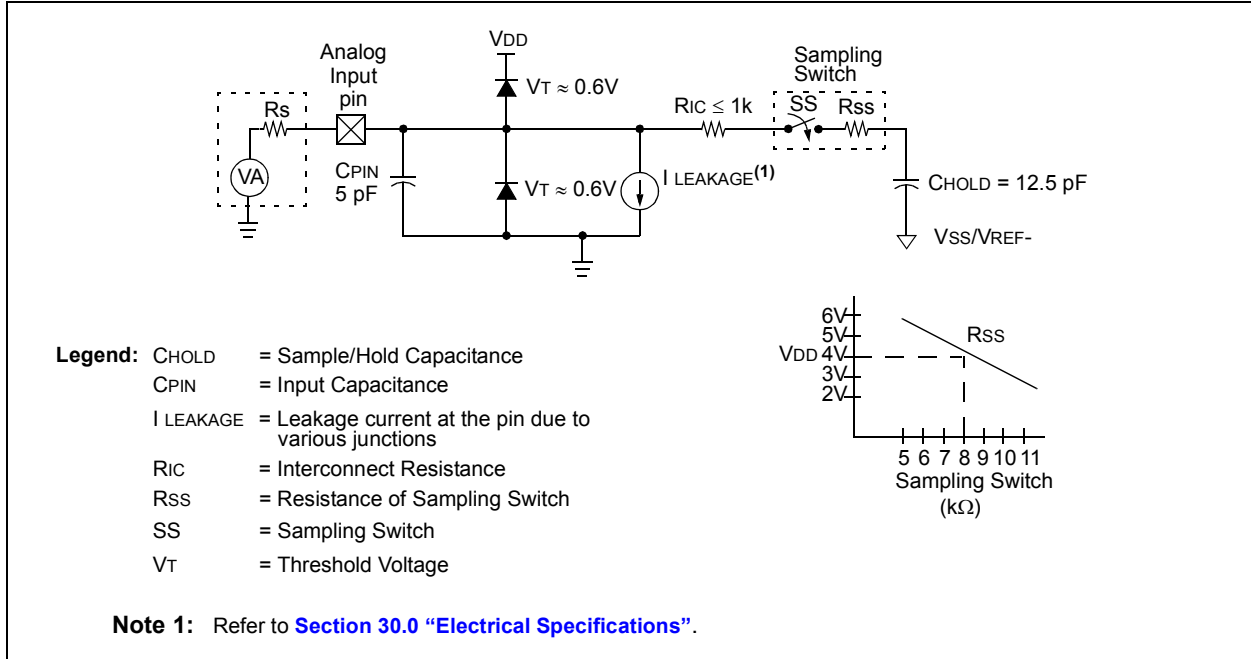 VDD
Analog
Input
pin
Sampling
Switch
Rs
VT ≈ 0.6V
RIC ≤ 1k
SS
Rss
VA
CPIN
5 pF
VT ≈ 0.6V
I LEAKAGE(1)
CHOLD = 12.5 pF
VSS/VREF-
6V
5V
VDD 4V
3V
2V
RSS
5 6 7 8 9 10 11
Sampling Switch
(kΩ)
Legend: CHOLD = Sample/Hold Capacitance
CPIN = Input Capacitance
I LEAKAGE = Leakage current at the pin due to
various junctions
RIC = Interconnect Resistance
RSS = Resistance of Sampling Switch
SS = Sampling Switch
VT = Threshold Voltage
Note 1: Refer to Section 30.0 “Electrical Specifications”.